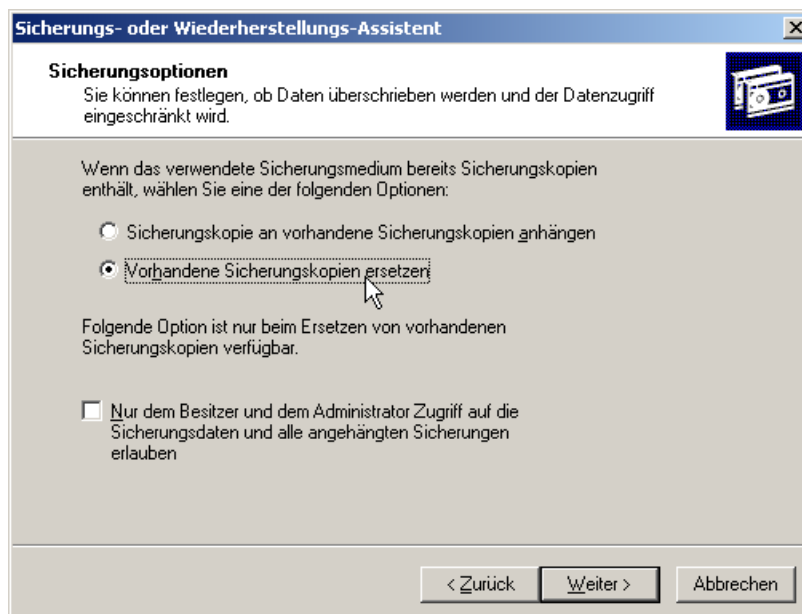 Sicherungs- oder Wiederherstellungs-Assistent
Sicherungsoptionen
Sie können festlegen, ob Daten überschrieben werden und der Datenzugriff
eingeschränkt wird.
Wenn das verwendete Sicherungsmedium bereits Sicherungskopien
enthält, wählen Sie eine der folgenden Optionen:
Sicherungskopie an vorhandene Sicherungskopien anhängen
Vorhandene Sicherungskopien ersetzen
Folgende Option ist nur beim Ersetzen von vorhandenen
Sicherungskopien verfügbar.
Nur dem Besitzer und dem Administrator Zugriff auf die
Sicherungsdaten und alle angehängten Sicherungen
erlauben
< Zurück Weiter > Abbrechen